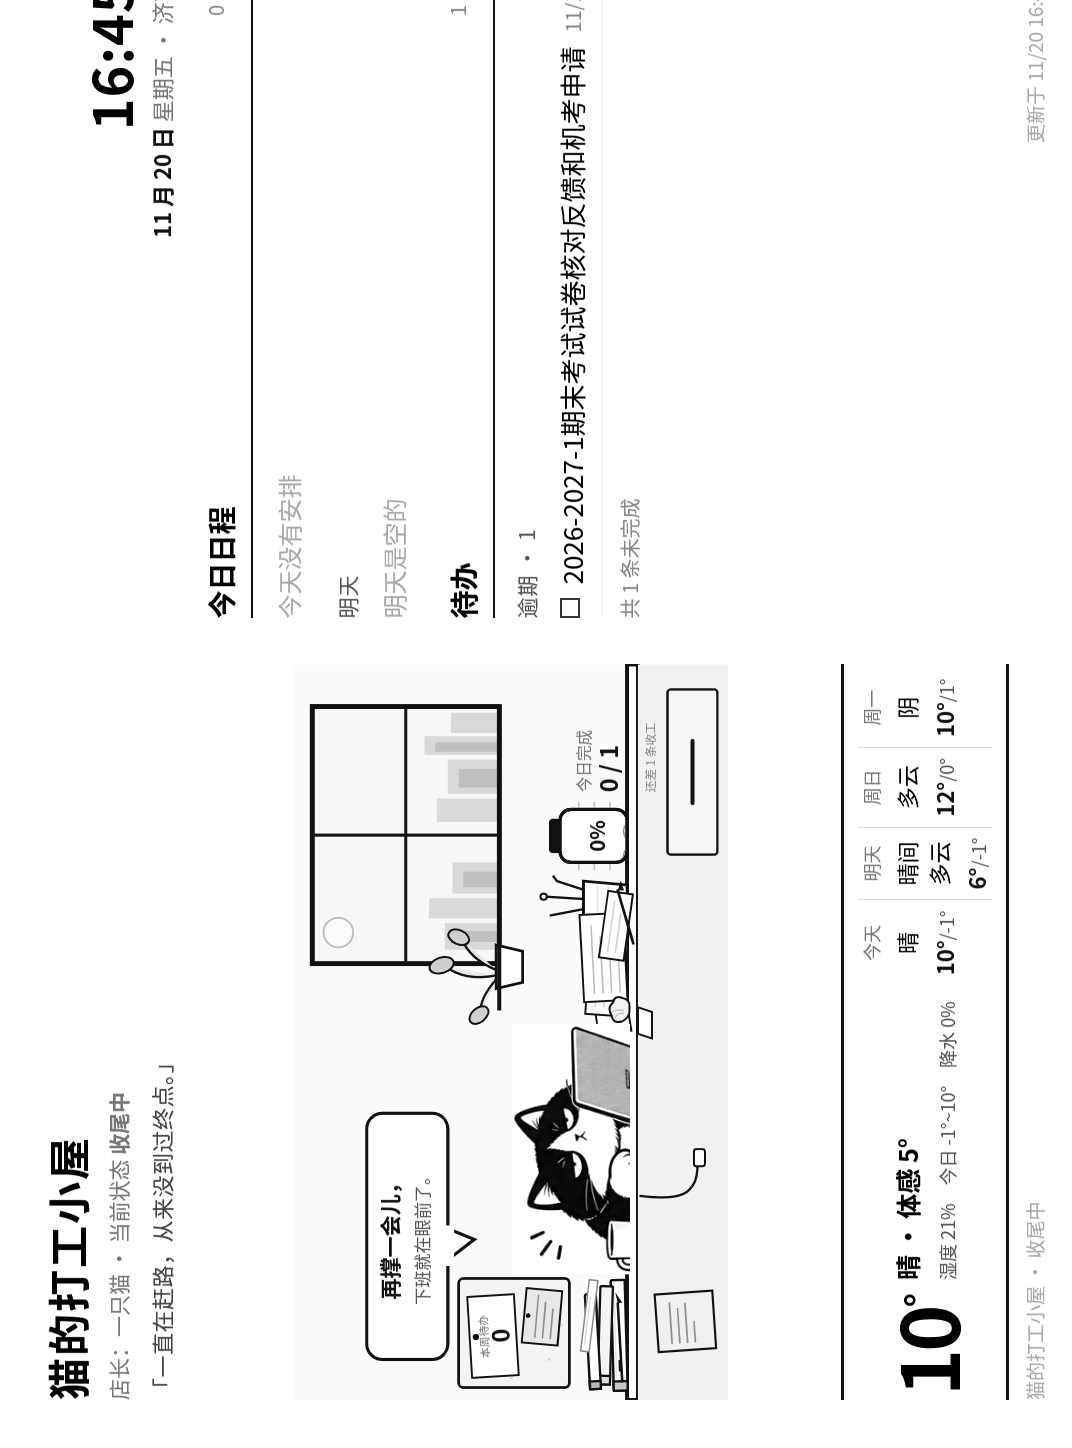 猫的打工小屋
店长：一只猫 · 当前状态 收尾中
「一直在赶路，从来没到过终点。」
再撑一会儿，
下班就在眼前了。
本周待办
0
0%
今日完成
0 / 1
还差 1 条收工
10° 晴 · 体感 5°
湿度 21% 今日 -1°~10° 降水 0%
今天
晴
10°/-1°
明天
晴间
多云
6°/-1°
周日
多云
12°/0°
周一
阴
10°/1°
猫的打工小屋 · 收尾中
16:45
11 月 20 日 星期五 · 济
今日日程 0
今天没有安排
明天
明天是空的
待办 1
逾期 · 1
2026-2027-1期末考试试卷核对反馈和机考申请 11/
共 1 条未完成
更新于 11/20 16:4